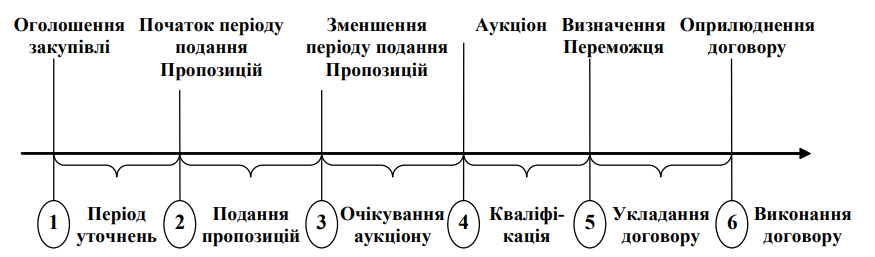 Оголошення
закупівлі
Початок періоду
подання
Пропозицій
Зменшення
періоду подання
Пропозицій
Аукціон
Визначення
Переможця
Оприлюднення
договору
1
Період
уточнень
2
Подання
пропозицій
3
Очікування
аукціону
4
Кваліфі-
кація
5
Укладання
договору
6
Виконання
договору